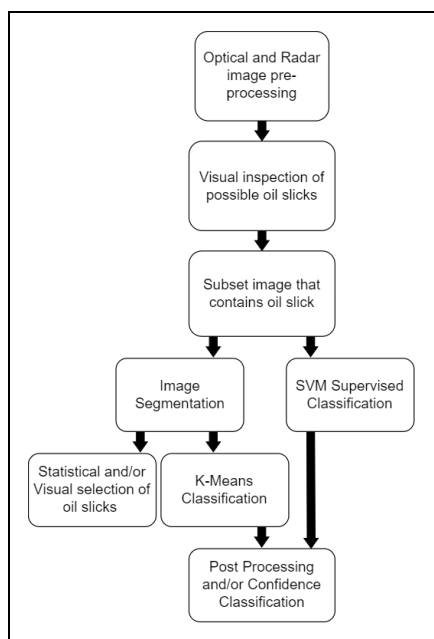 Optical and Radar
image pre-
processing
Visual inspection of
possible oil slicks
Subset image that
contains oil slick
Image
Segmentation
SVM Supervised
Classification
Statistical and/or
Visual selection of
oil slicks
K-Means
Classification
Post Processing
and/or Confidence
Classification